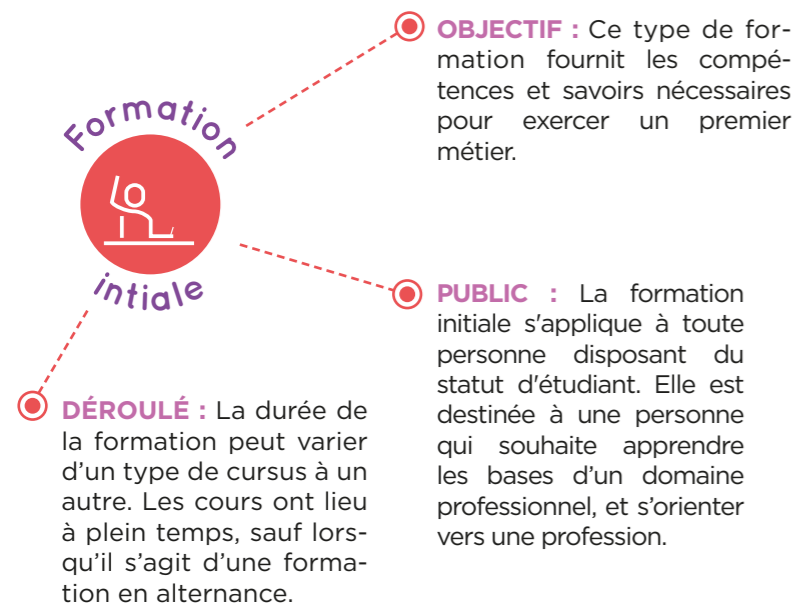 Formation
intiale
OBJECTIF : Ce type de for-
mation fournit les compé-
tences et savoirs nécessaires
pour exercer un premier
métier.
PUBLIC : La formation
initiale s'applique à toute
personne disposant du
statut d'étudiant. Elle est
destinée à une personne
qui souhaite apprendre
les bases d’un domaine
professionnel, et s’orienter
vers une profession.
DÉROULÉ : La durée de
la formation peut varier
d’un type de cursus à un
autre. Les cours ont lieu
à plein temps, sauf lors-
qu’il s’agit d’une forma-
tion en alternance.